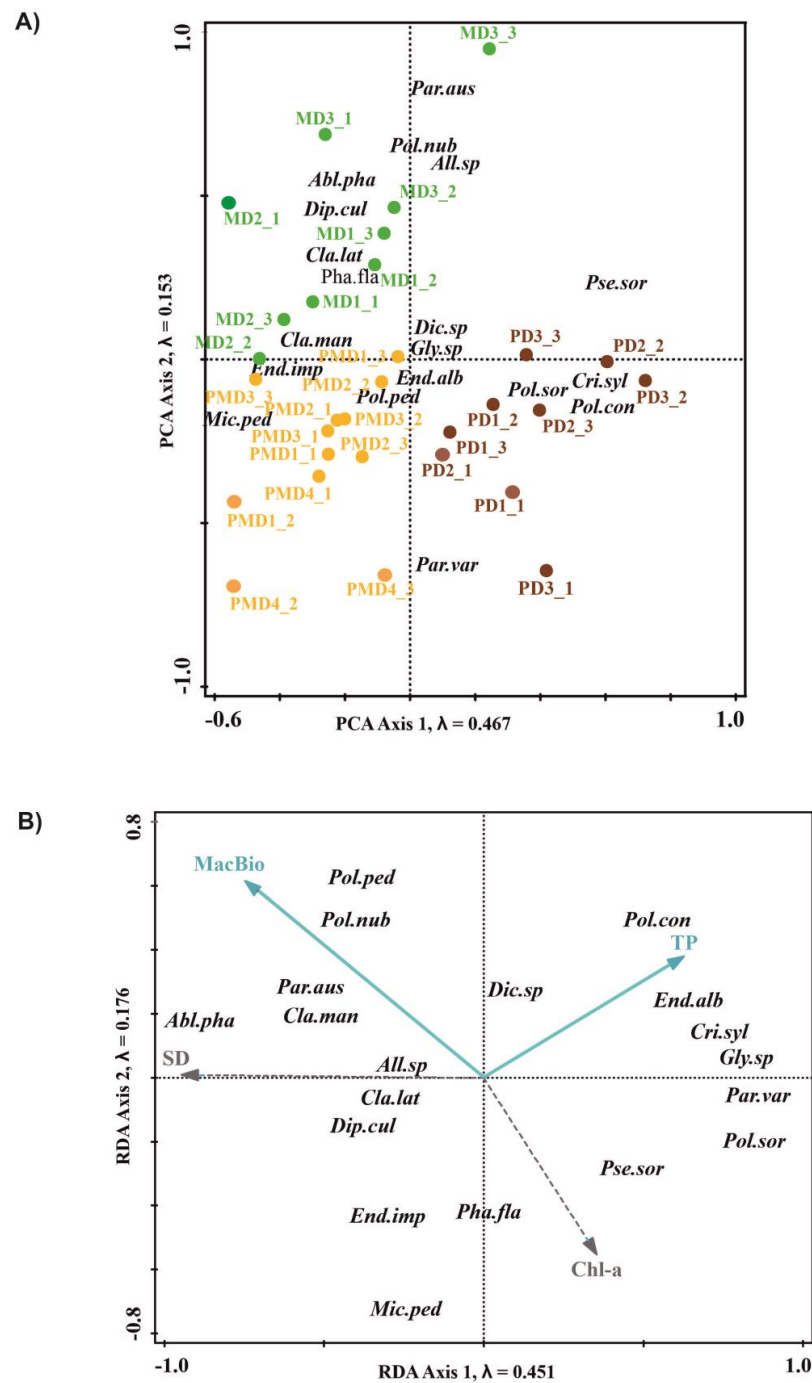 A)
1.0
MD3_3
Par.aus
MD3_1
Pol.nub
All.sp
Abl.pha
MD3_2
MD2_1
Dip.cul
MD1_3
Cla.lat
Pha.fla
MD1_2
Pse.sor
MD1_1
MD2_3
Dic.sp
MD2_2
Cla.man
PMD1_3
Gly.sp
PD3_3
PD2_2
End.imp
PMD2_2
End.alb
Cri.syl
PMD3_3
Pol.ped
Pol.sor
PD3_2
Mic.ped
PMD2_1
PMD3_2
PD1_2
Pol.con
PMD3_1
PMD2_3
PD1_3
PD2_3
PMD1_1
PD2_1
PMD4_1
PD1_1
PMD1_2
Par.var
PMD4_3
PD3_1
PMD4_2
PCA Axis 2, λ = 0.153
-1.0
-0.6
PCA Axis 1, λ = 0.467
1.0
B)
0.8
MacBio
Pol.ped
Pol.nub
Pol.con
TP
Par.aus
Dic.sp
End.alb
Cla.man
Abl.pha
Cri.syl
SD
All.sp
Gly.sp
Cla.lat
Par.var
Dip.cul
Pol.sor
Pse.sor
End.imp
Pha.fla
Chl-a
Mic.ped
RDA Axis 2, λ = 0.176
-0.8
-1.0
RDA Axis 1, λ = 0.451
1.0